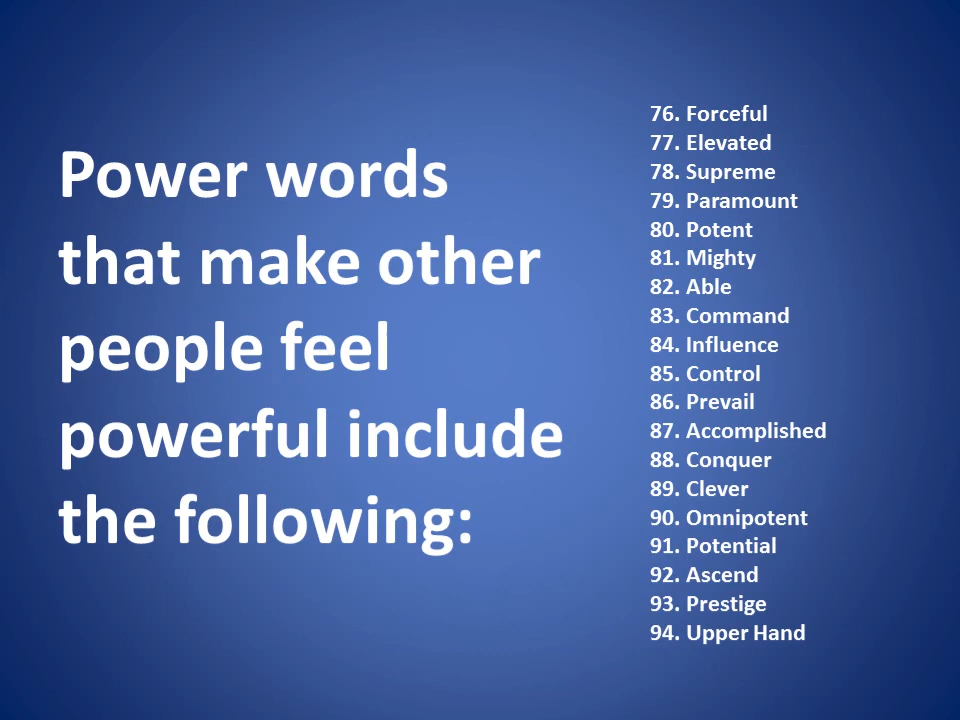 Power words
that make other
people feel
powerful include
the following:
76. Forceful
77. Elevated
78. Supreme
79. Paramount
80. Potent
81. Mighty
82. Able
83. Command
84. Influence
85. Control
86. Prevail
87. Accomplished
88. Conquer
89. Clever
90. Omnipotent
91. Potential
92. Ascend
93. Prestige
94. Upper Hand